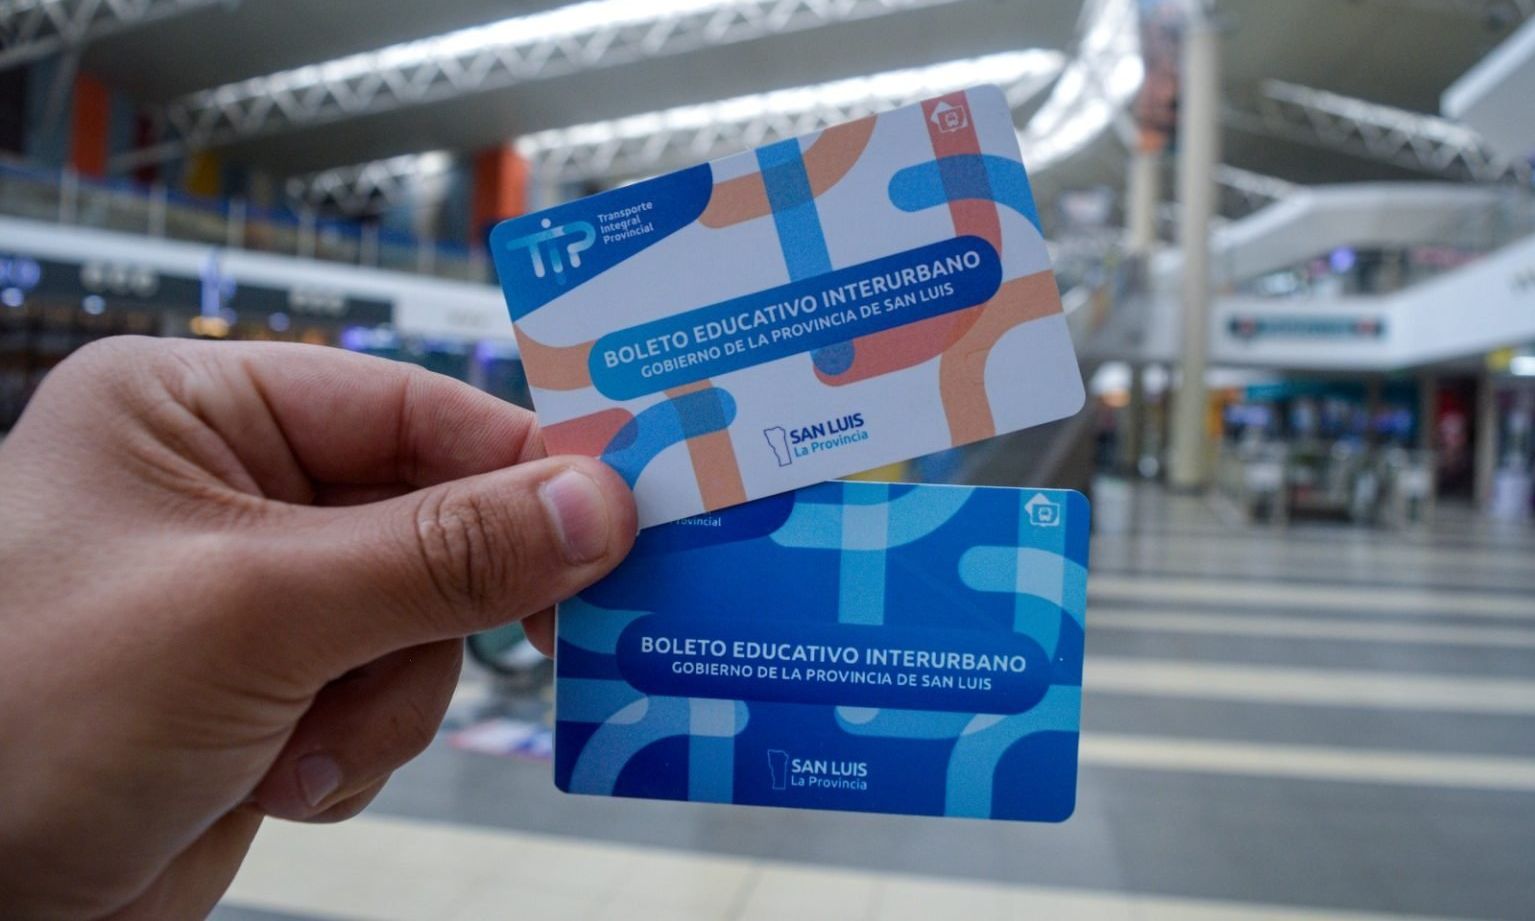 TIP
Transporte
Integral
Provincial
BOLETO EDUCATIVO INTERURBANO
GOBIERNO DE LA PROVINCIA DE SAN LUIS
SAN LUIS
La Provincia
Provincial
BOLETO EDUCATIVO INTERURBANO
GOBIERNO DE LA PROVINCIA DE SAN LUIS
SAN LUIS
La Provincia